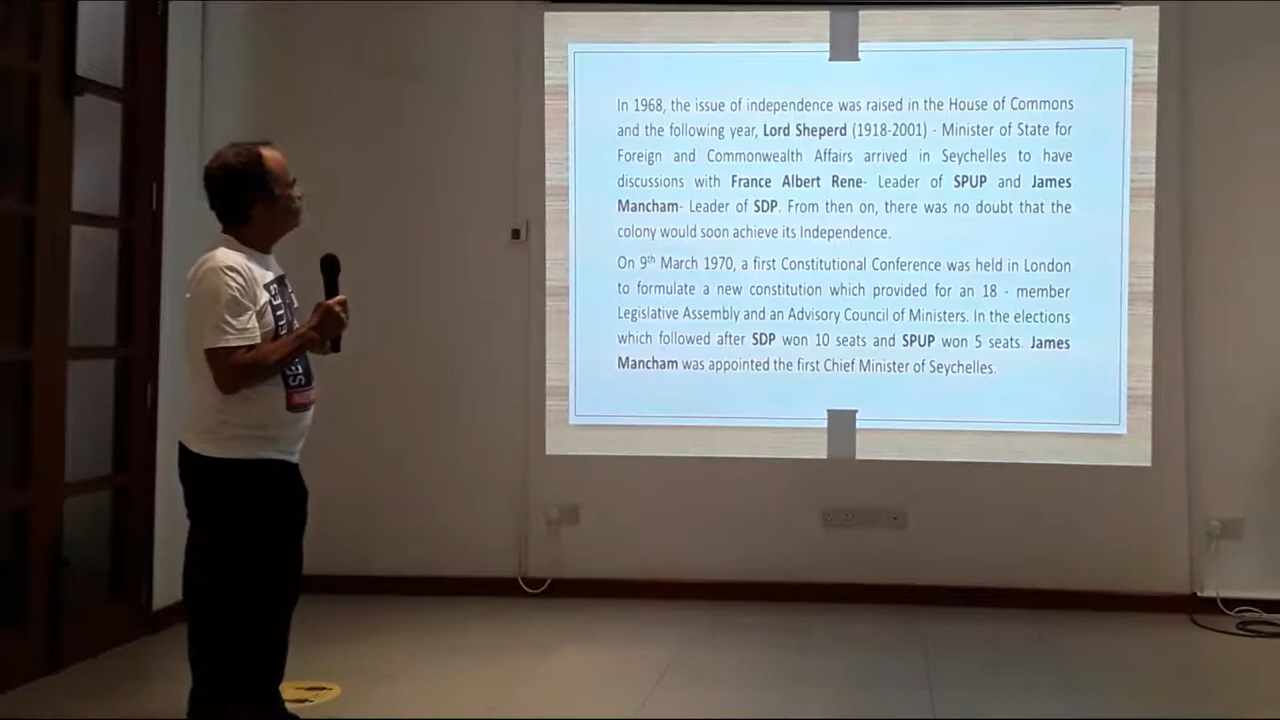 In 1968, the issue of independence was raised in the House of Commons
and the following year, Lord Sheperd (1918-2001) - Minister of State for
Foreign and Commonwealth Affairs arrived in Seychelles to have
discussions with France Albert Rene- Leader of SPUP and James
Mancham- Leader of SDP. From then on, there was no doubt that the
colony would soon achieve its Independence.
On 9th March 1970, a first Constitutional Conference was held in London
to formulate a new constitution which provided for an 18 - member
Legislative Assembly and an Advisory Council of Ministers. In the elections
which followed after SDP won 10 seats and SPUP won 5 seats. James
Mancham was appointed the first Chief Minister of Seychelles.